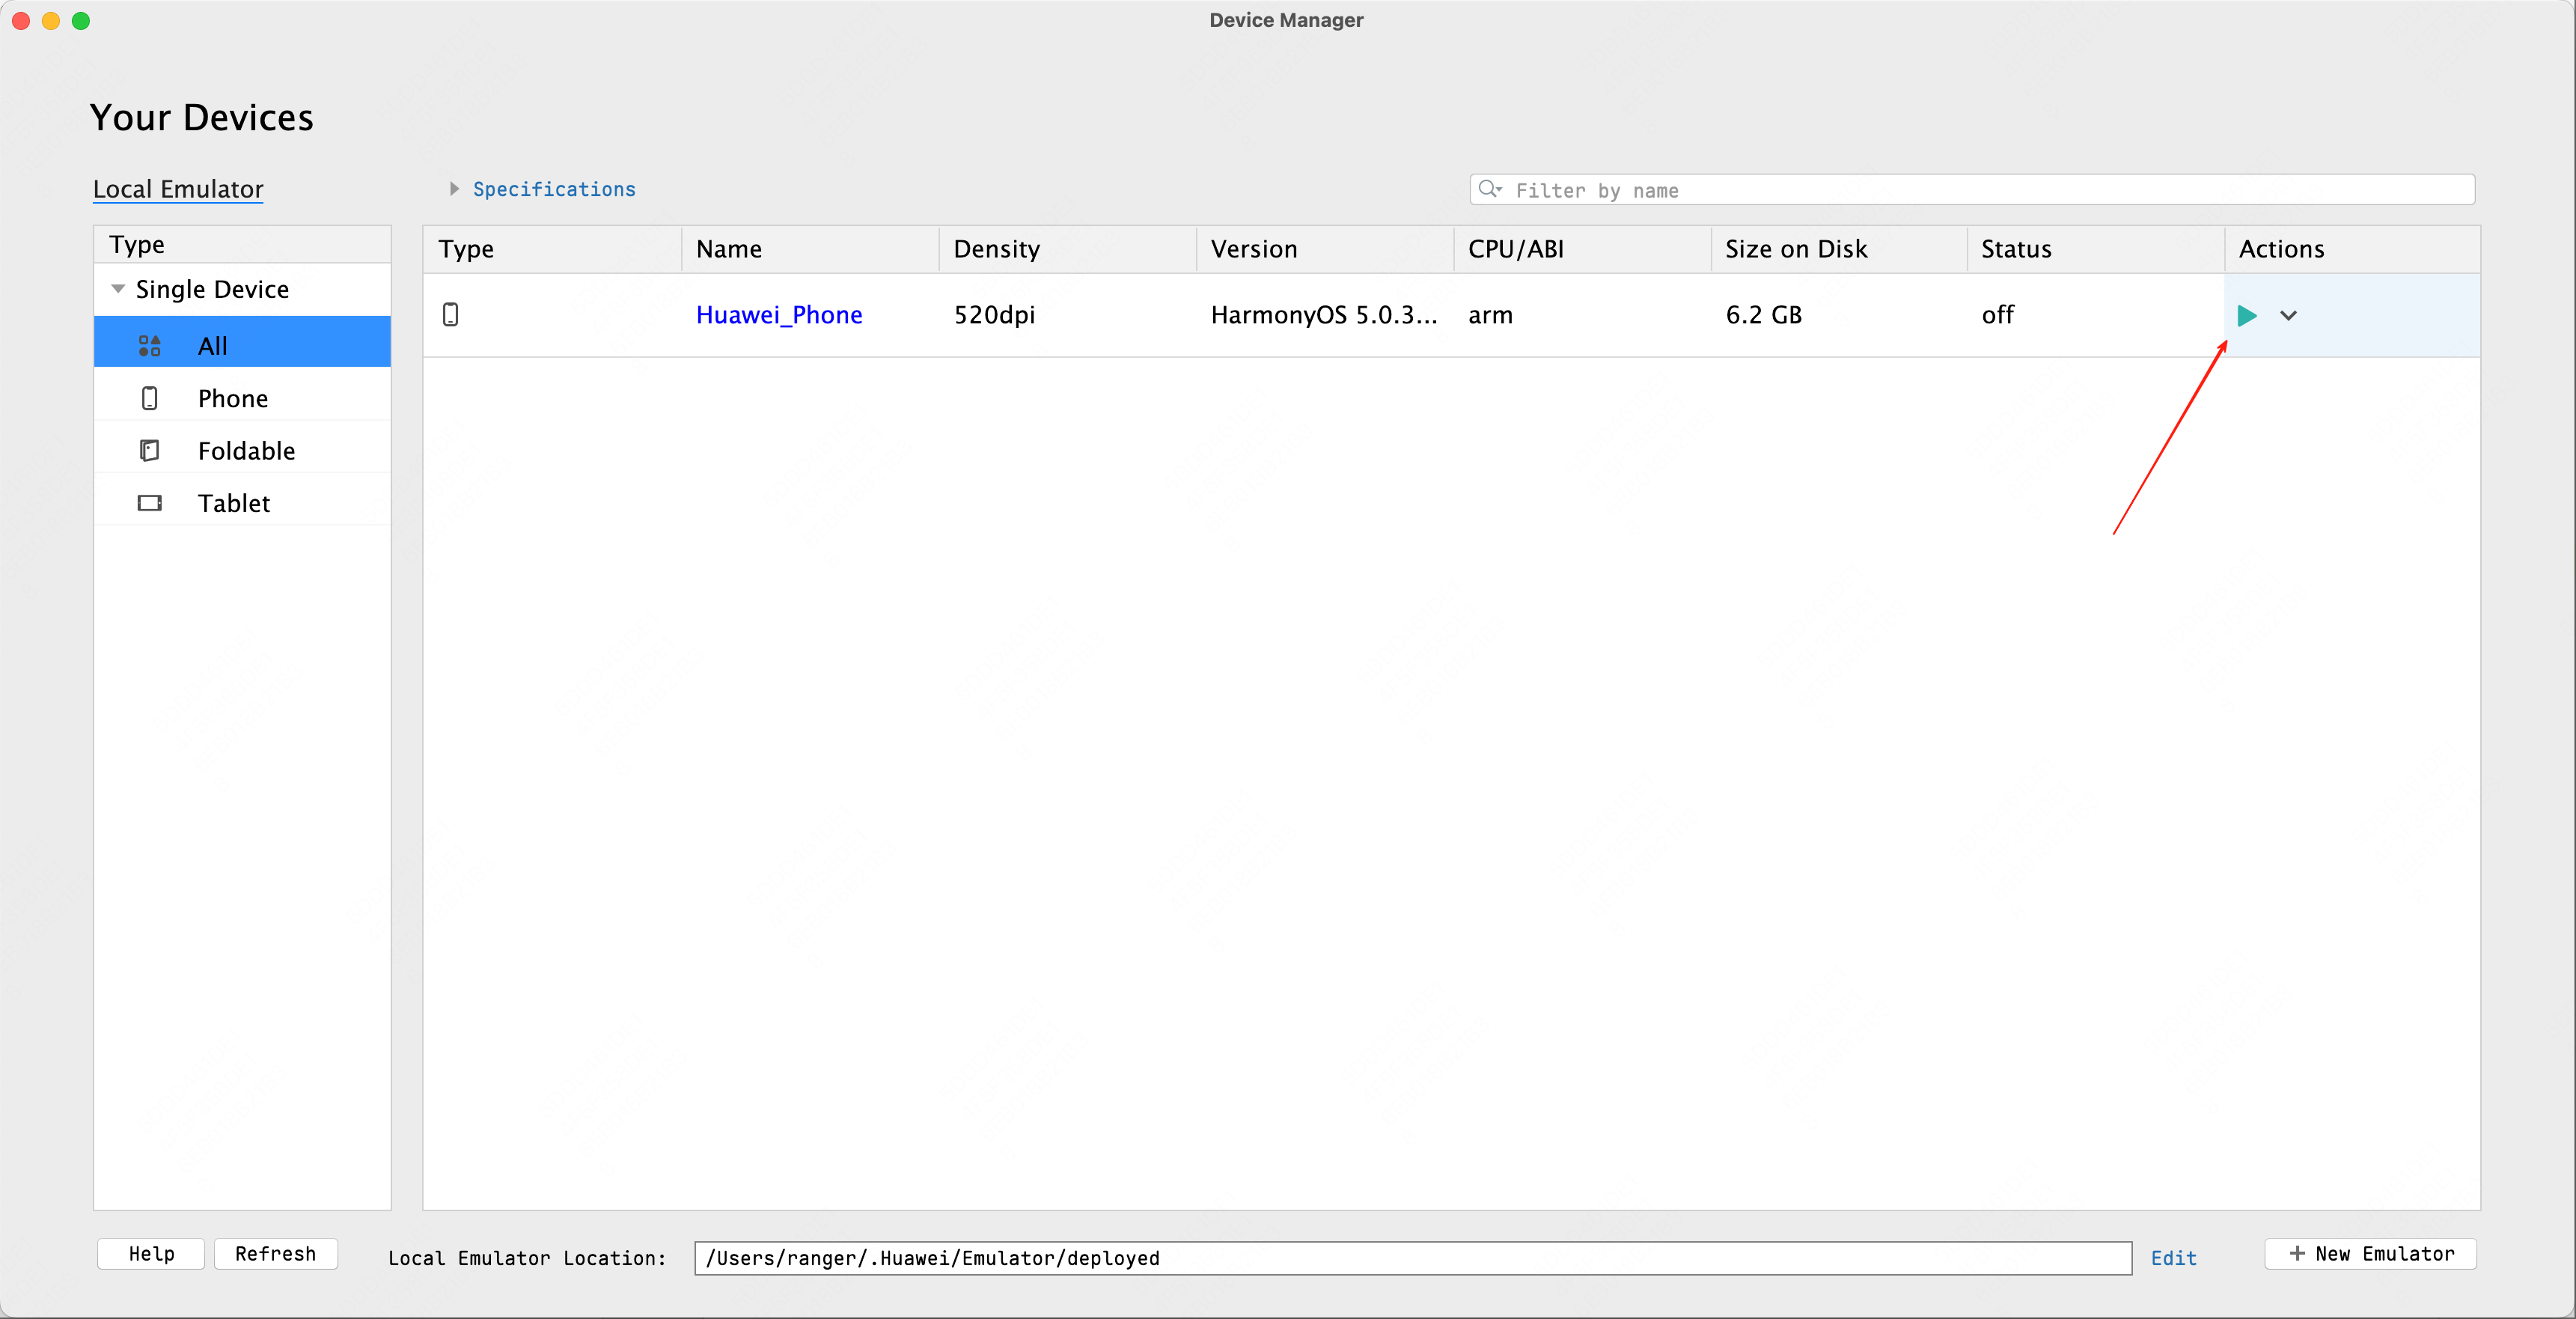 Device Manager
Your Devices
Local Emulator
Specifications
Filter by name
Type
Single Device
All
Phone
Foldable
Tablet
Type Name Density Version CPU/ABI Size on Disk Status Actions
Huawei_Phone 520dpi HarmonyOS 5.0.3... arm 6.2 GB off
Help Refresh Local Emulator Location: /Users/ranger/.Huawei/Emulator/deployed Edit + New Emulator